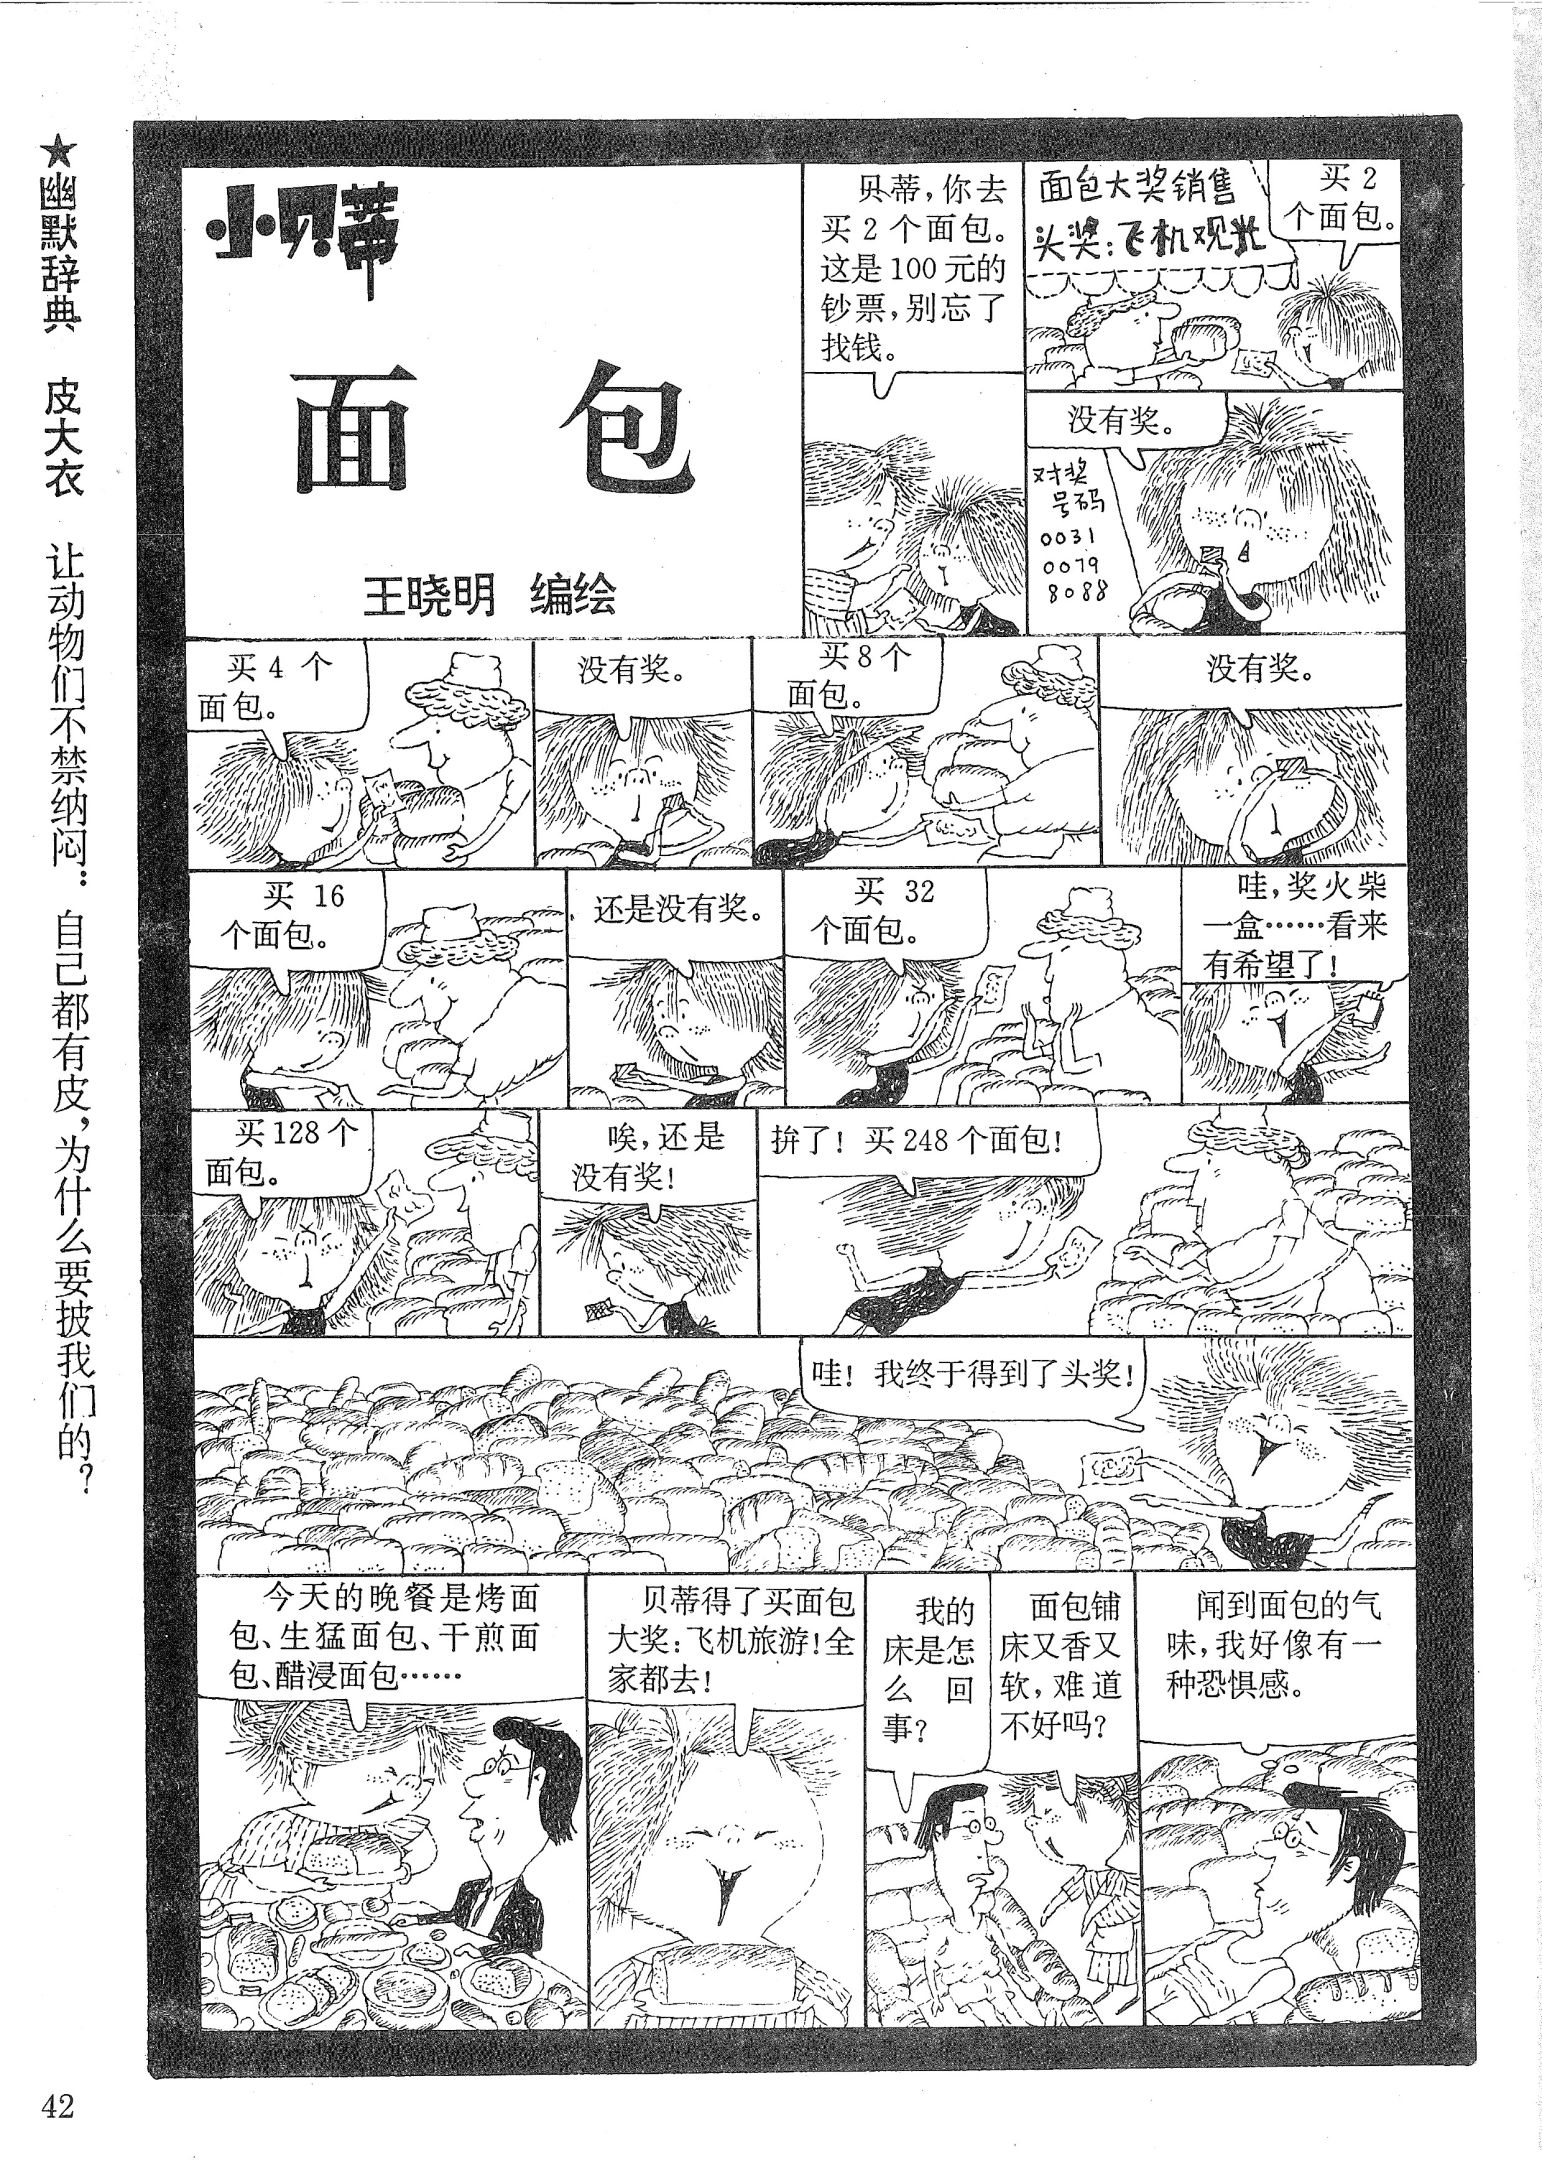 ★幽默辞典 皮大衣 让动物们不禁纳闷:自己都有皮,为什么要披我们的?
小贝蒂
面包
王晓明 编绘
贝蒂,你去
买2个面包。
这是100元的
钞票,别忘了
找钱。
面包大奖销售
头奖:飞机观光
买2
个面包。
没有奖。
对奖
号码
0031
0079
8088
买4个
面包。
没有奖。
买8个
面包。
没有奖。
买16
个面包。
还是没有奖。
买32
个面包。
哇,奖火柴
一盒……看来
有希望了!
买128个
面包。
唉,还是
没有奖!
拚了!买248个面包!
哇!我终于得到了头奖!
今天的晚餐是烤面
包、生猛面包、干煎面
包、醋浸面包……
贝蒂得了买面包
大奖:飞机旅游!全
家都去!
我的
床是怎
么回
事?
面包铺
床又香又
软,难道
不好吗?
闻到面包的气
味,我好像有一
种恐惧感。
42